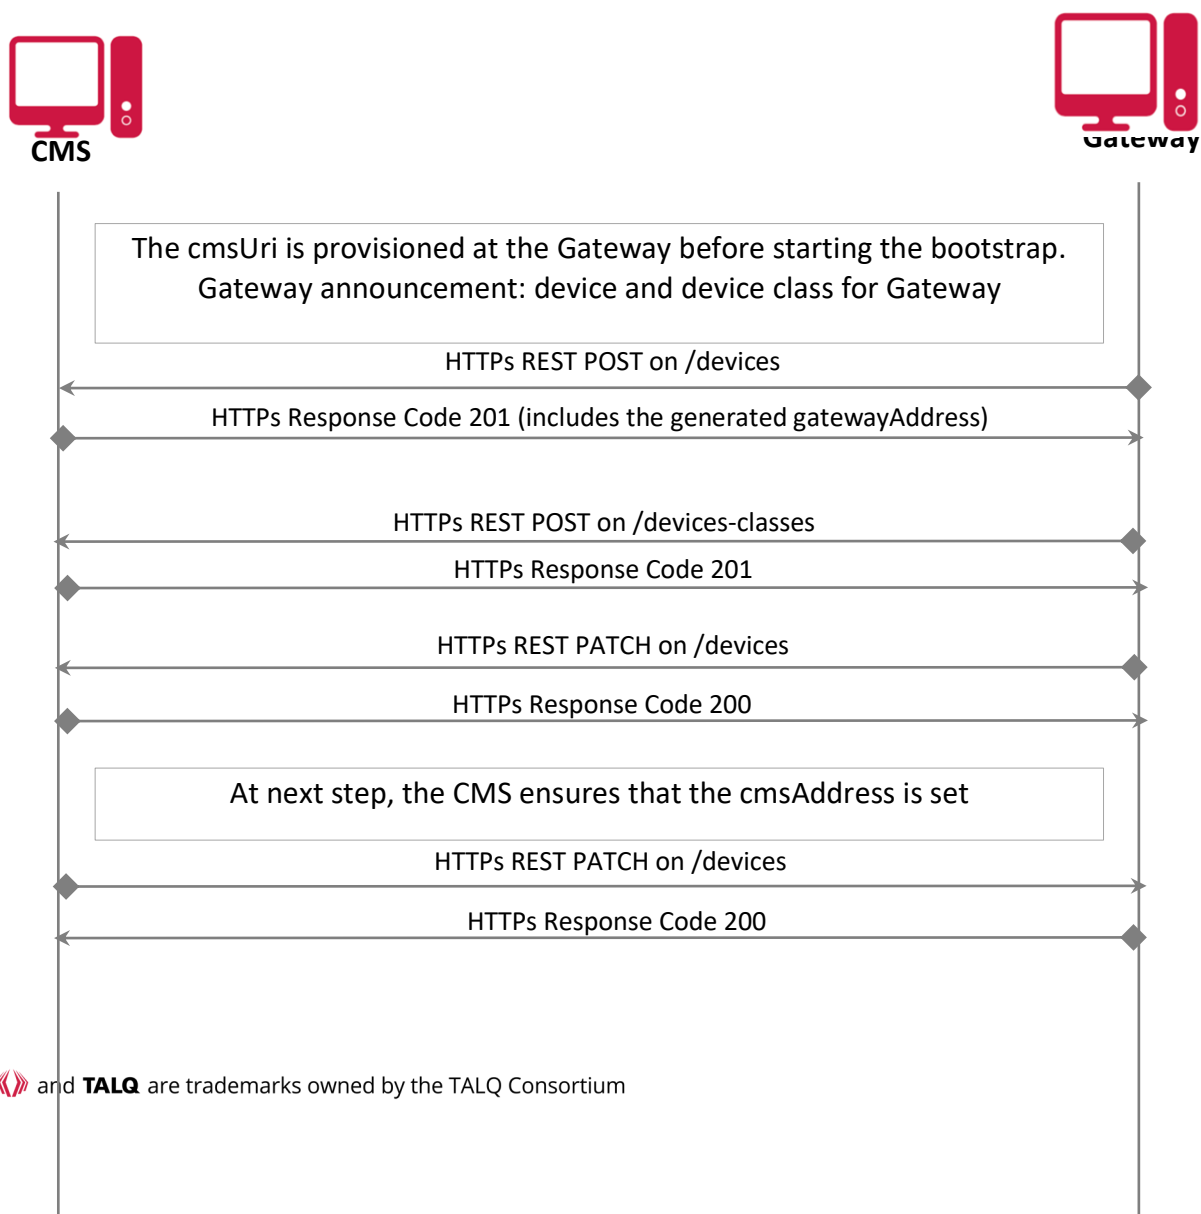 CMS
Gateway
The cmsUri is provisioned at the Gateway before starting the bootstrap.
Gateway announcement: device and device class for Gateway
HTTPs REST POST on /devices
HTTPs Response Code 201 (includes the generated gatewayAddress)
HTTPs REST POST on /devices-classes
HTTPs Response Code 201
HTTPs REST PATCH on /devices
HTTPs Response Code 200
At next step, the CMS ensures that the cmsAddress is set
HTTPs REST PATCH on /devices
HTTPs Response Code 200
and TALQ are trademarks owned by the TALQ Consortium